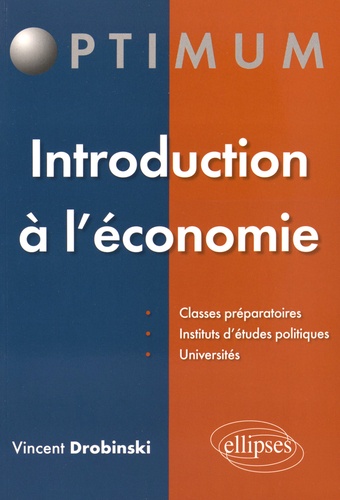 OPTIMUM
Introduction
à l'économie
• Classes préparatoires
• Instituts d'études politiques
• Universités
Vincent Drobinski
ellipses